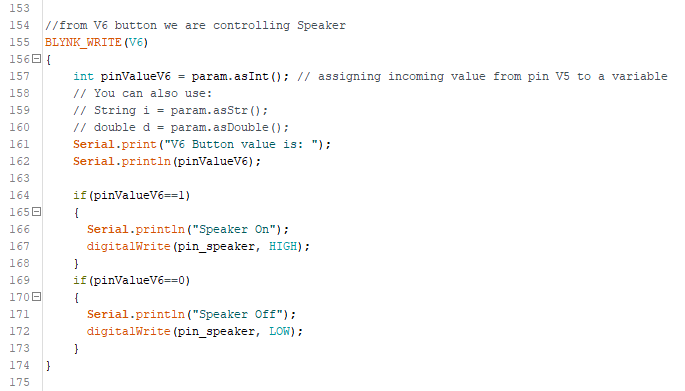 153
154 //from V6 button we are controlling Speaker
155 BLYNK_WRITE(V6)
156 {
157     int pinValueV6 = param.asInt(); // assigning incoming value from pin V5 to a variable
158     // You can also use:
159     // String i = param.asStr();
160     // double d = param.asDouble();
161     Serial.print("V6 Button value is: ");
162     Serial.println(pinValueV6);
163
164     if(pinValueV6==1)
165     {
166       Serial.println("Speaker On");
167       digitalWrite(pin_speaker, HIGH);
168     }
169     if(pinValueV6==0)
170     {
171       Serial.println("Speaker Off");
172       digitalWrite(pin_speaker, LOW);
173     }
174 }
175